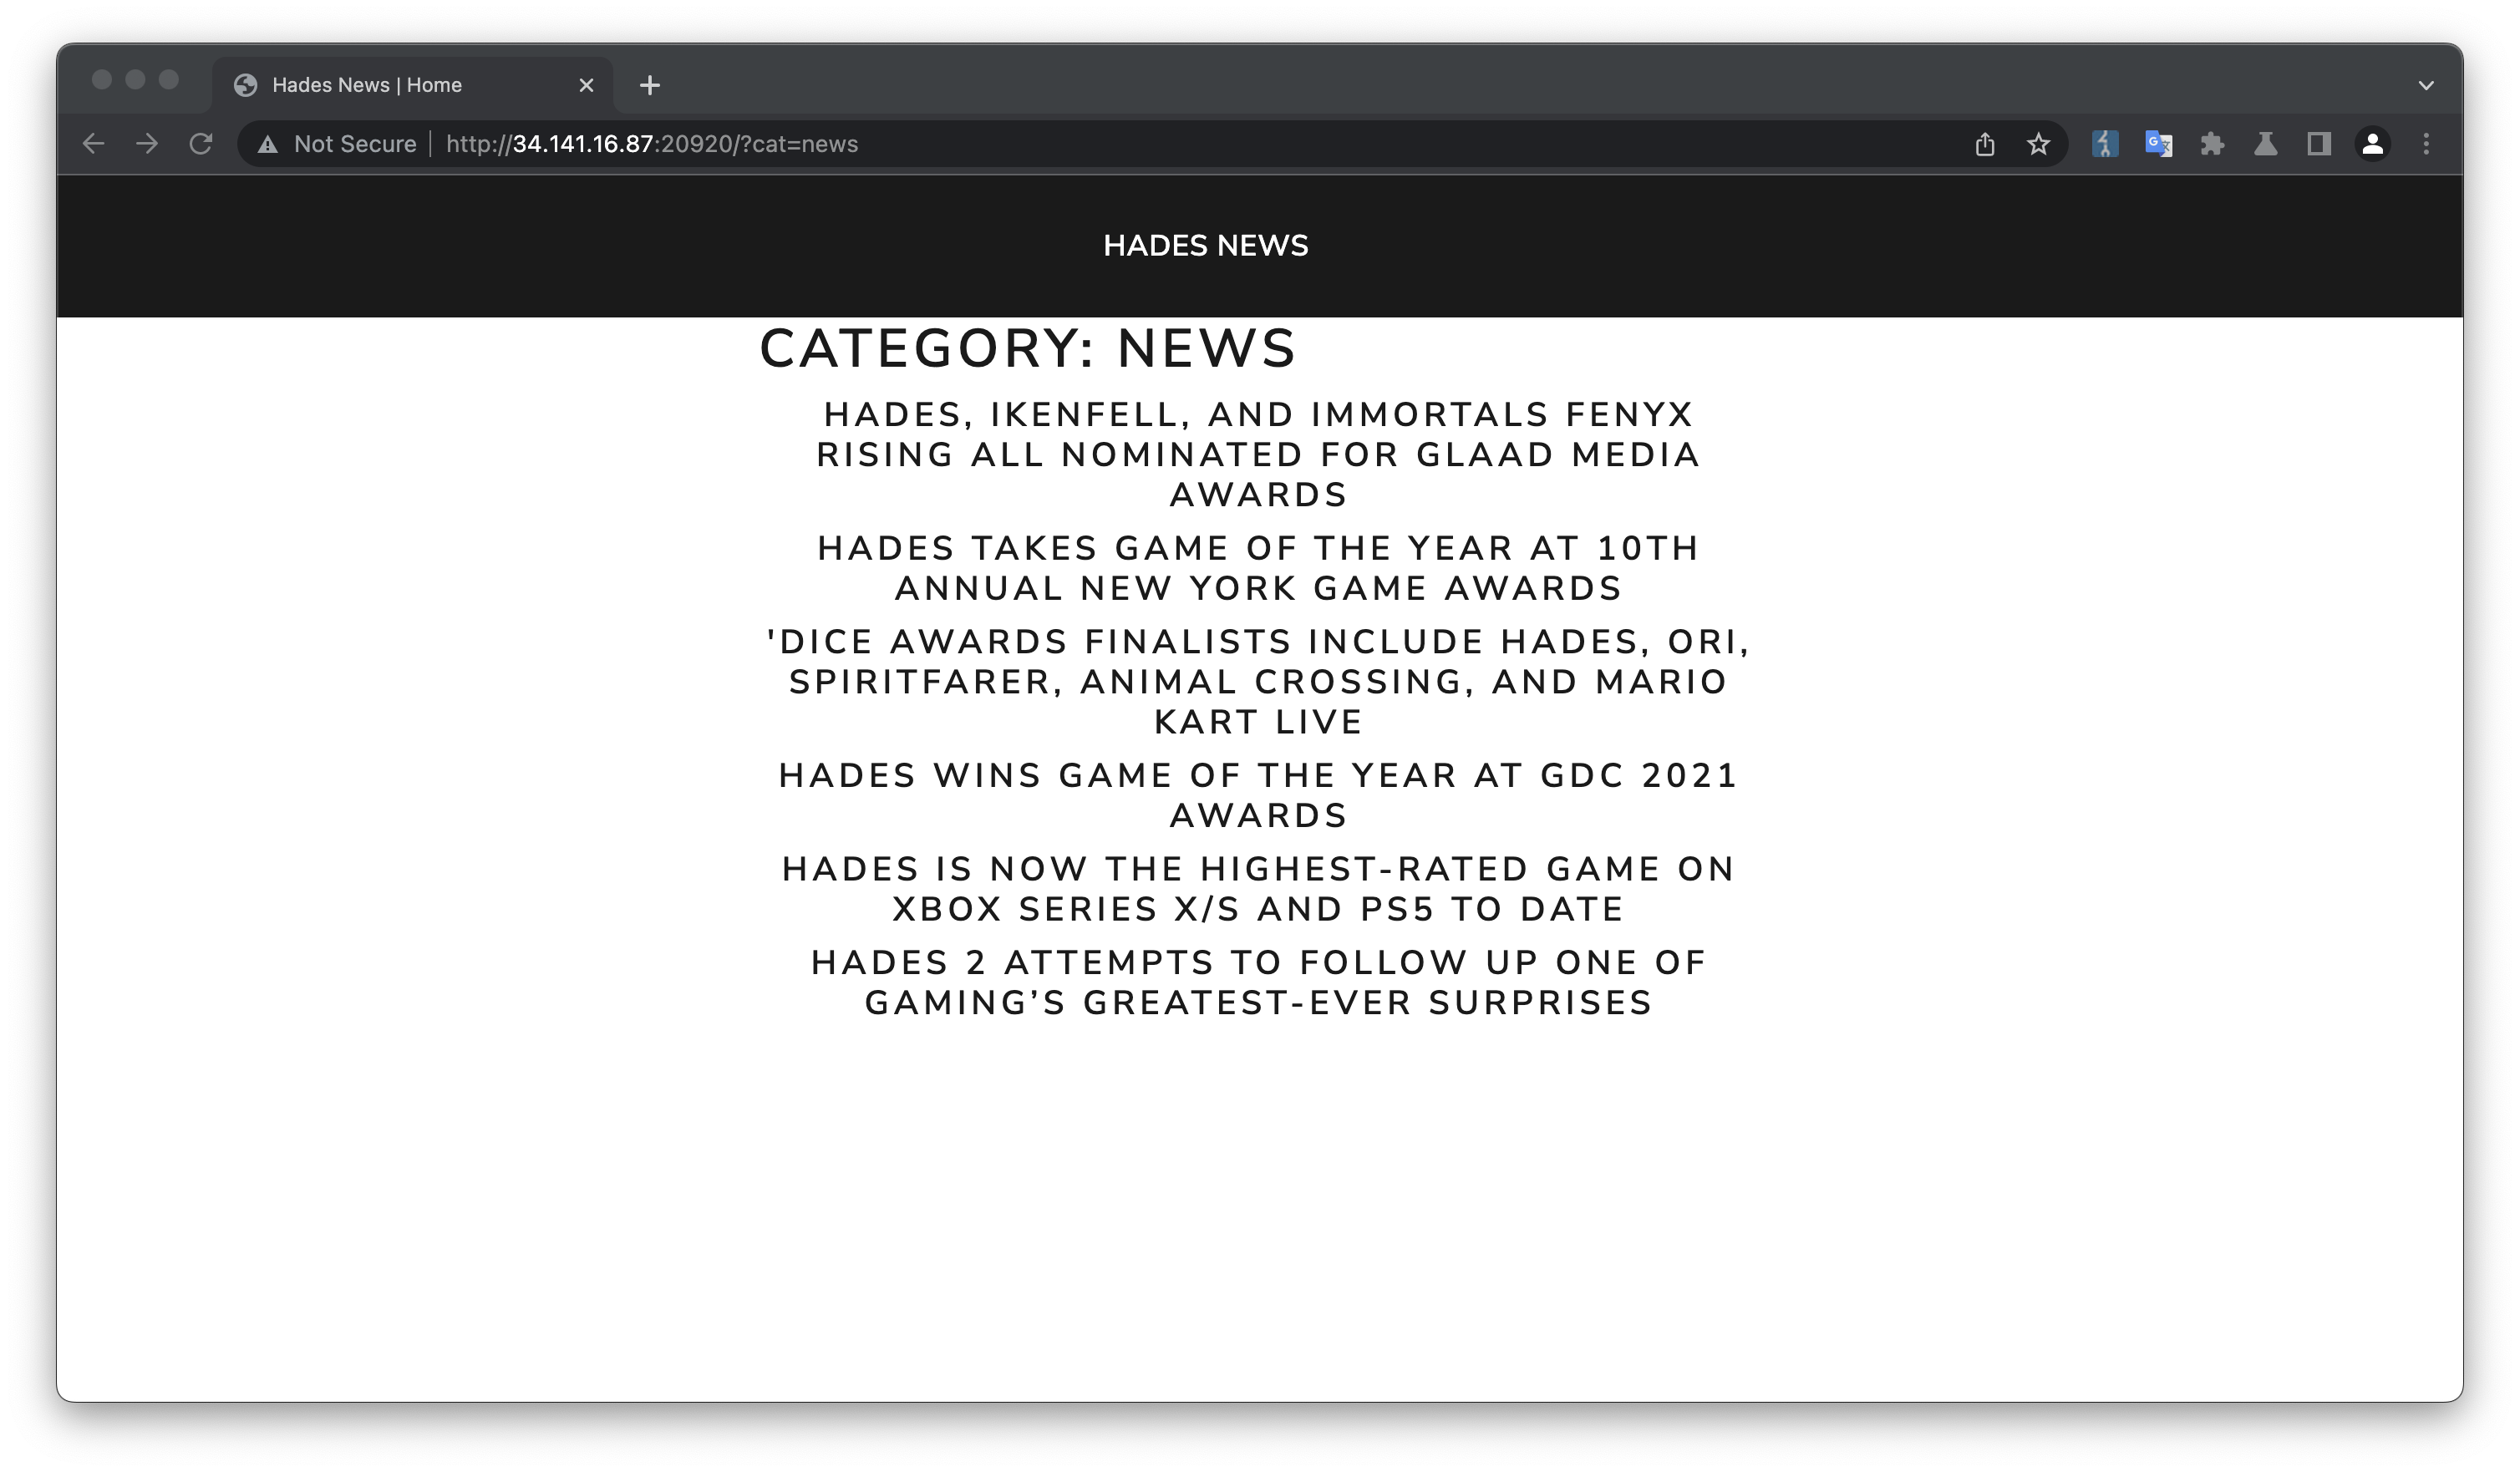 Hades News | Home
Not Secure
http://34.141.16.87:20920/?cat=news
HADES NEWS
CATEGORY: NEWS
HADES, IKENFELL, AND IMMORTALS FENYX
RISING ALL NOMINATED FOR GLAAD MEDIA
AWARDS
HADES TAKES GAME OF THE YEAR AT 10TH
ANNUAL NEW YORK GAME AWARDS
'DICE AWARDS FINALISTS INCLUDE HADES, ORI,
SPIRITFARER, ANIMAL CROSSING, AND MARIO
KART LIVE
HADES WINS GAME OF THE YEAR AT GDC 2021
AWARDS
HADES IS NOW THE HIGHEST-RATED GAME ON
XBOX SERIES X/S AND PS5 TO DATE
HADES 2 ATTEMPTS TO FOLLOW UP ONE OF
GAMING’S GREATEST-EVER SURPRISES